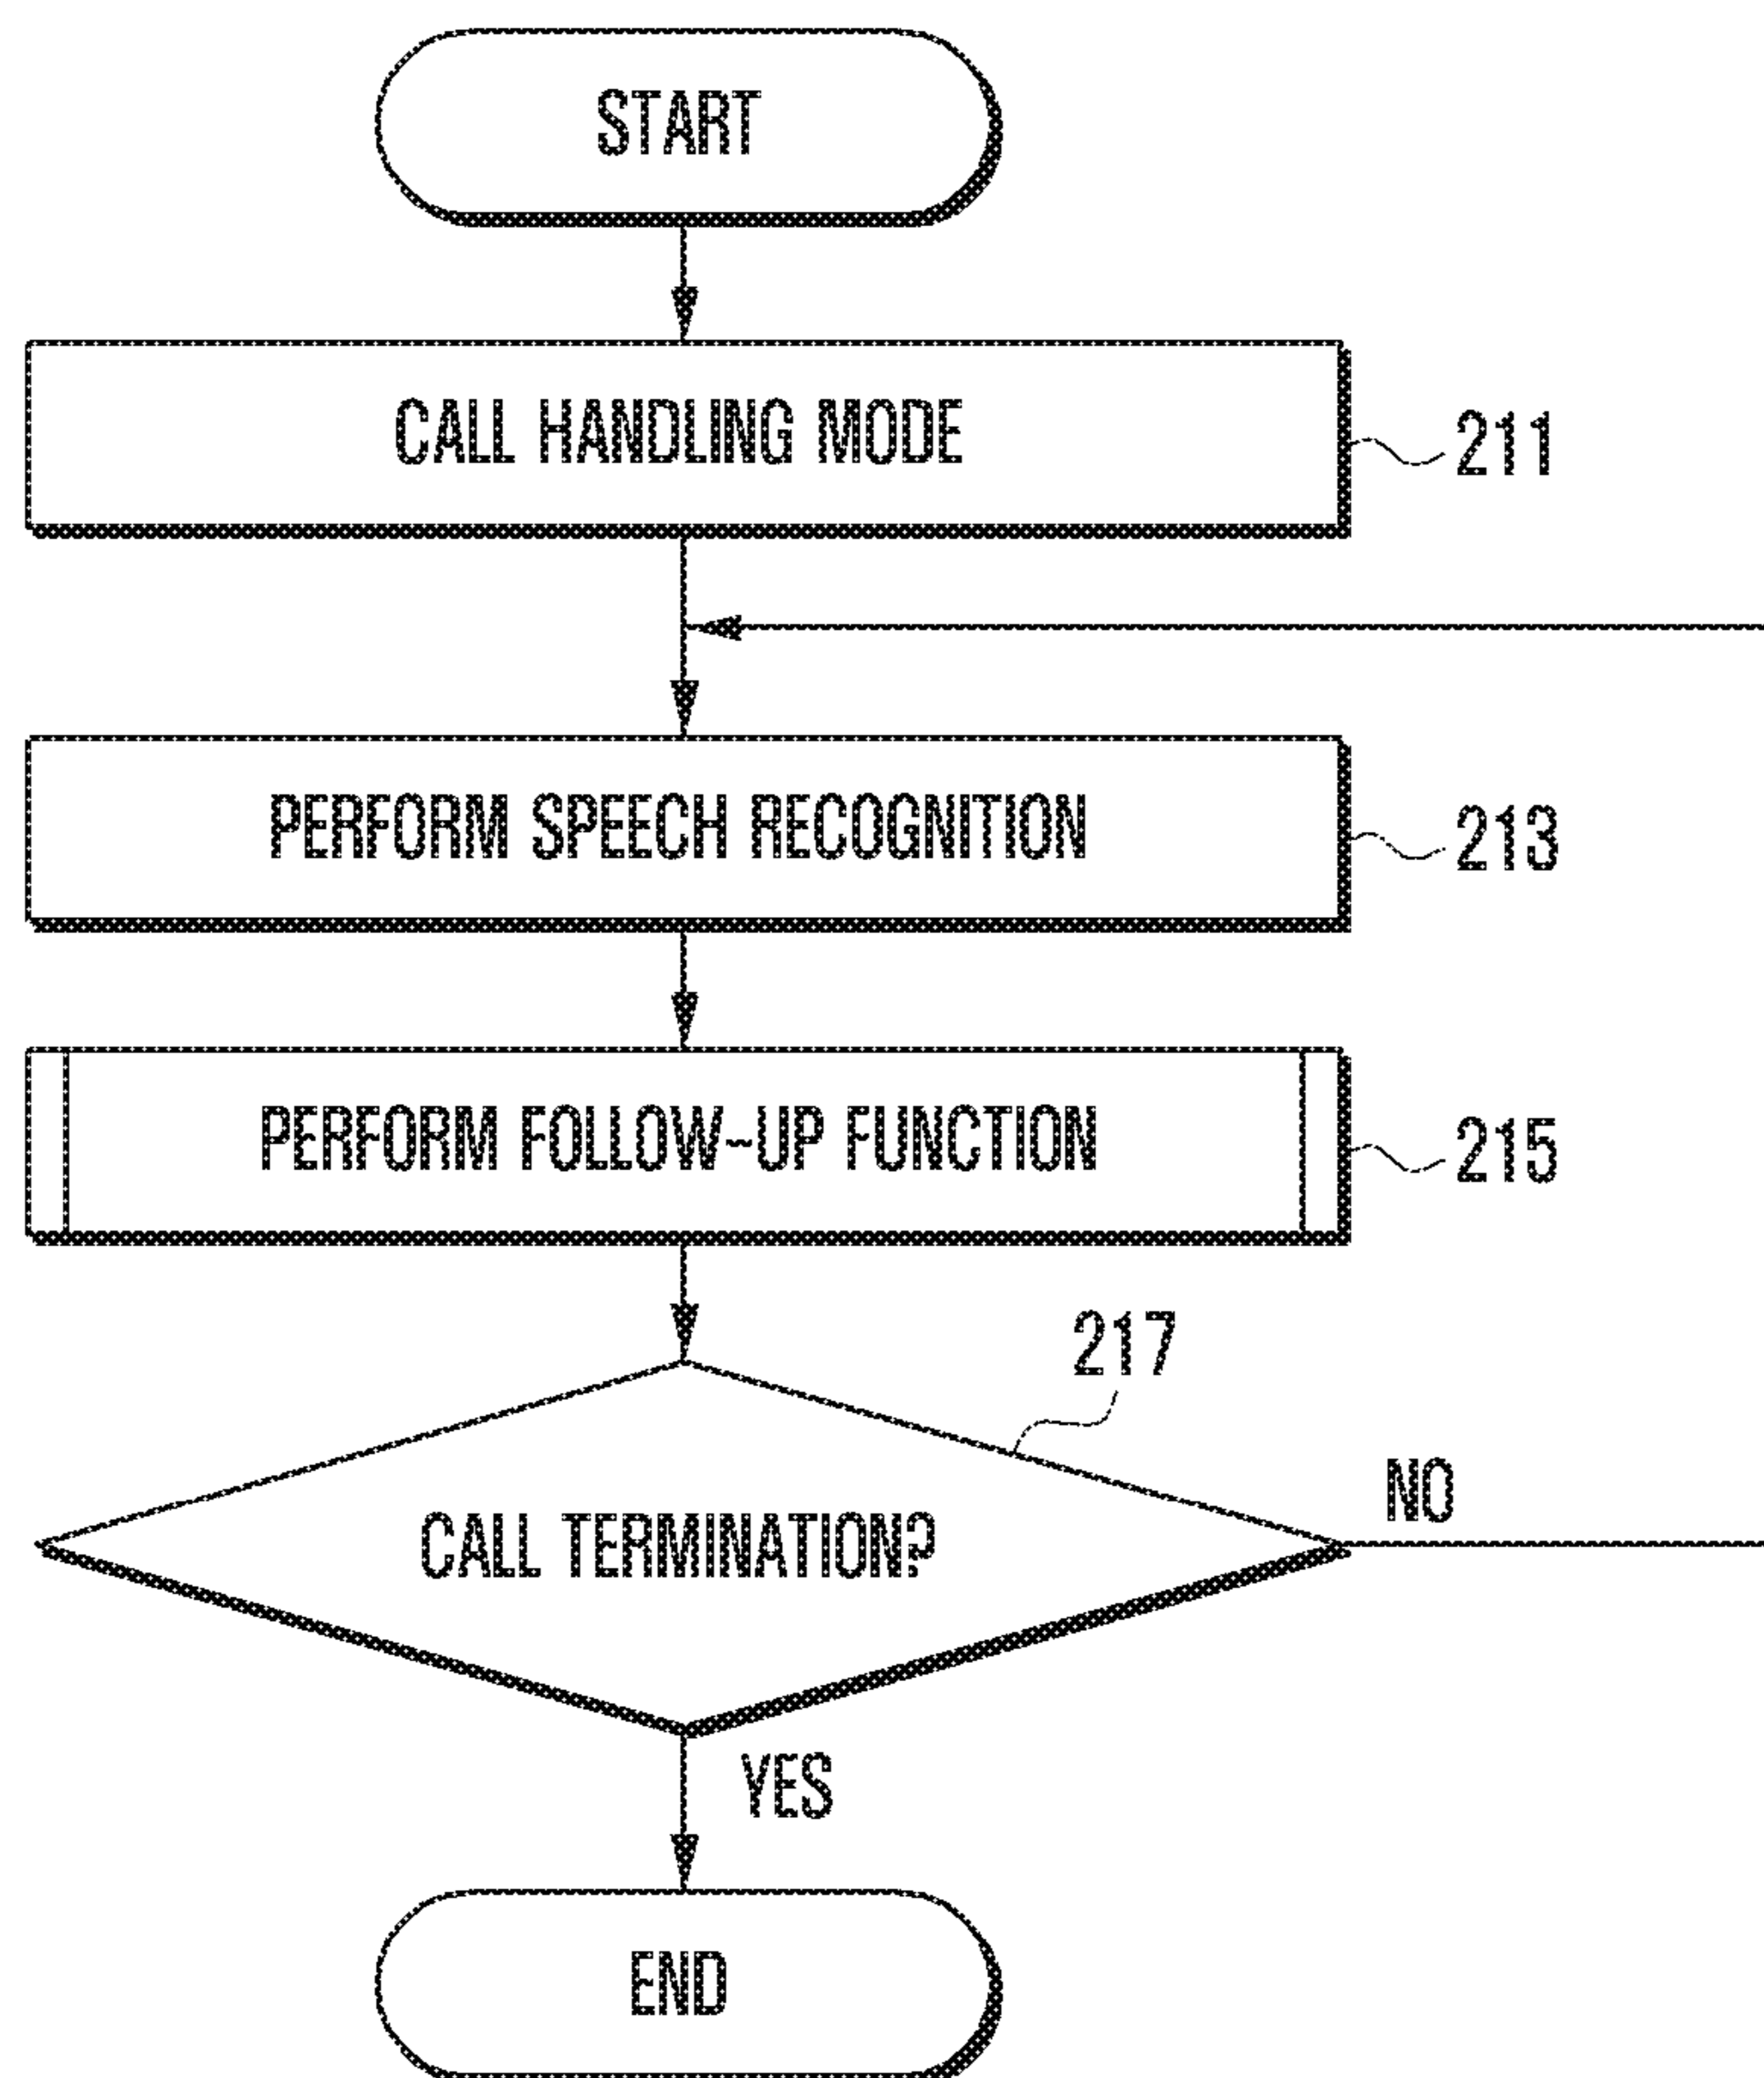 START
CALL HANDLING MODE
211
PERFORM SPEECH RECOGNITION
213
PERFORM FOLLOW-UP FUNCTION
215
217
CALL TERMINATION?
NO
YES
END